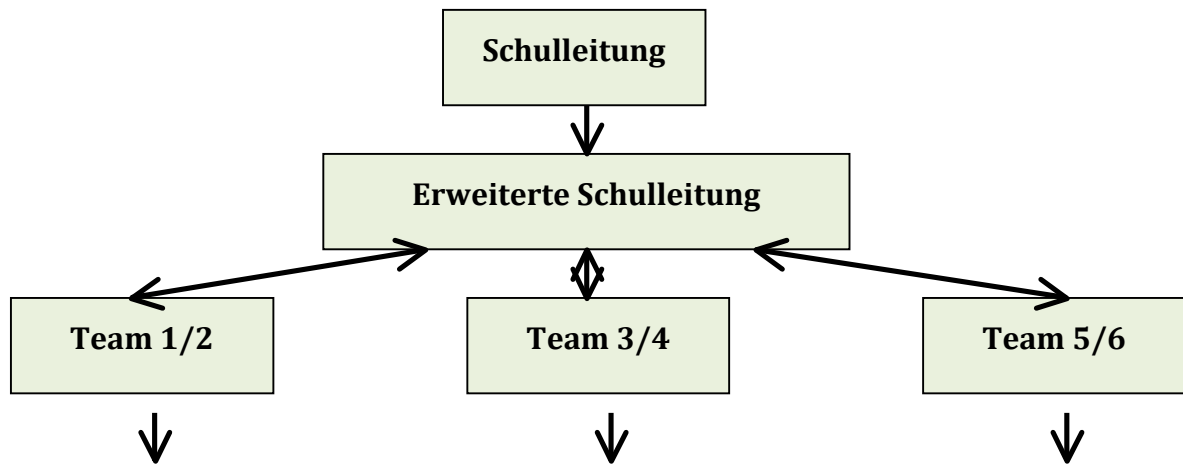 Schulleitung
Erweiterte Schulleitung
Team 1/2
Team 3/4
Team 5/6